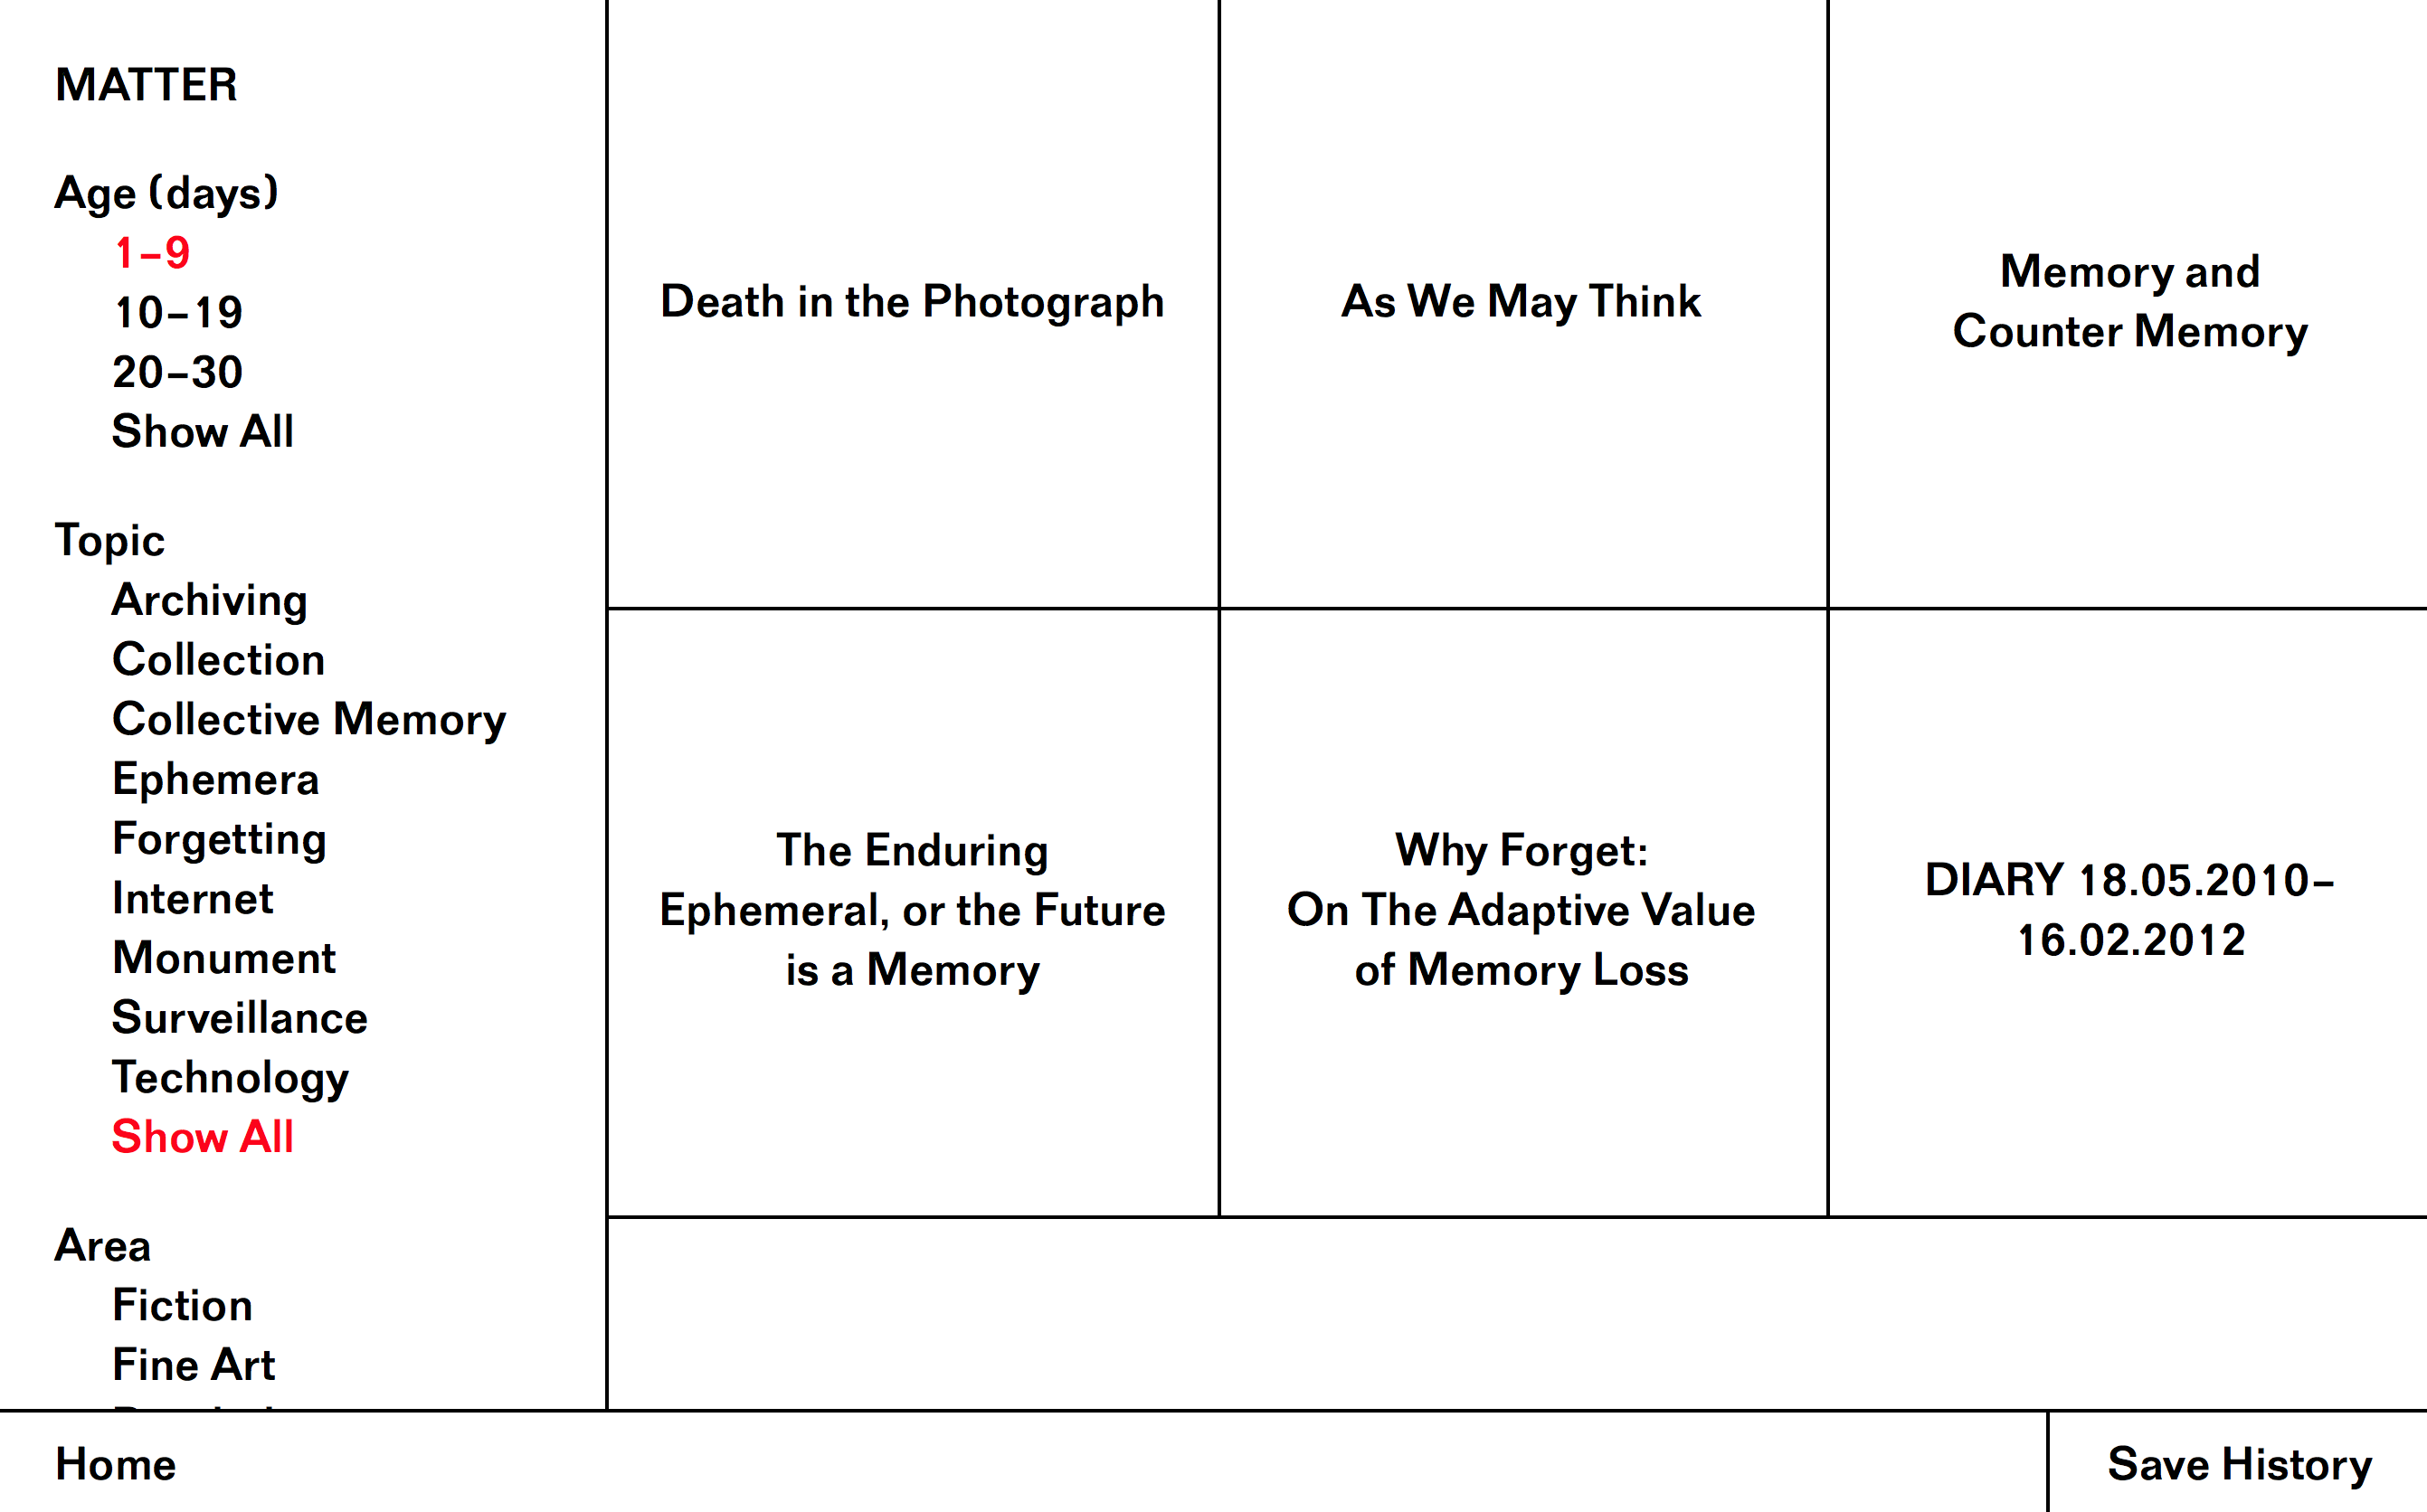 MATTER
Age (days)
1–9
10–19
20–30
Show All
Topic
Archiving
Collection
Collective Memory
Ephemera
Forgetting
Internet
Monument
Surveillance
Technology
Show All
Area
Fiction
Fine Art
Death in the Photograph
As We May Think
Memory and
Counter Memory
The Enduring
Ephemeral, or the Future
is a Memory
Why Forget:
On The Adaptive Value
of Memory Loss
DIARY 18.05.2010–
16.02.2012
Home
Save History